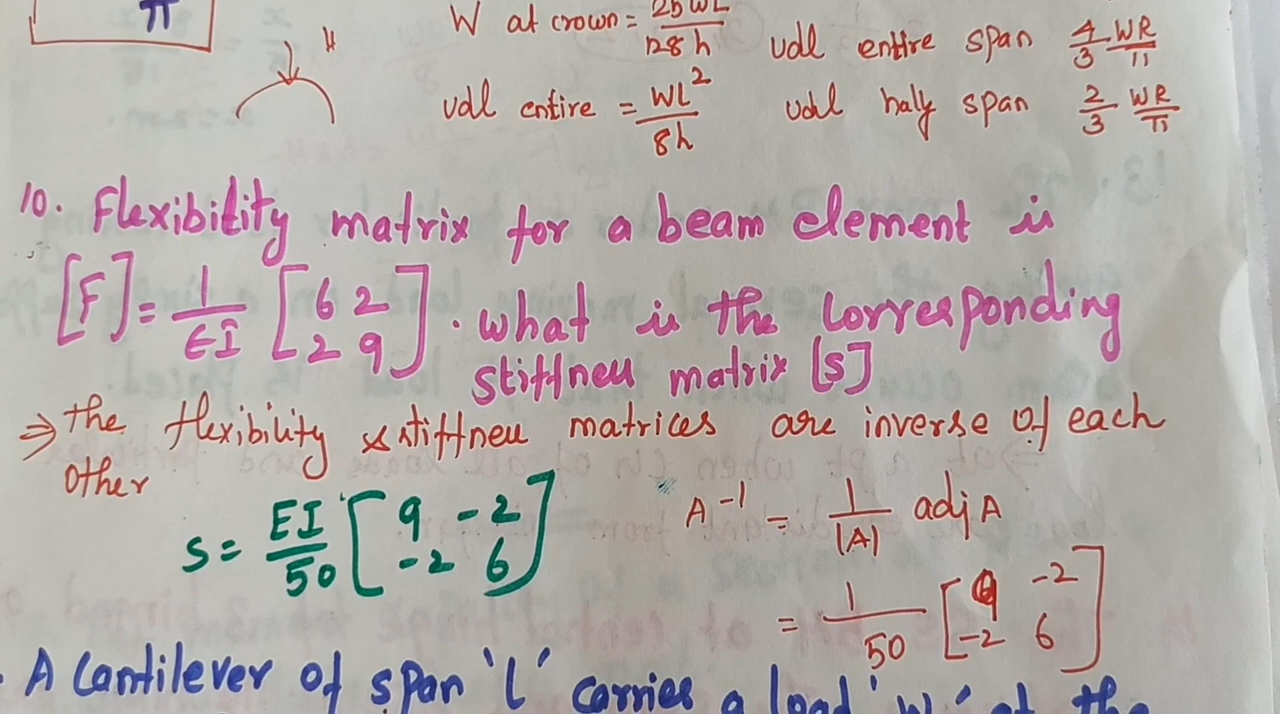 π
W at crown = 25WL/128h
udl entire span 4/3 WR/π
H
udl entire = WL²/8h
udl half span 2/3 WR/π
10. Flexibility matrix for a beam element is
[F] = 1/EI [6 2 2 9]. what is the corresponding
stiffness matrix [S]
⇒ the flexibility & stiffness matrices are inverse of each
other
S = EI/50 [9 -2 -2 6]
A⁻¹ = 1/|A| adj A
= 1/50 [9 -2 -2 6]
A Cantilever of span 'L' carries a load 'W' at the